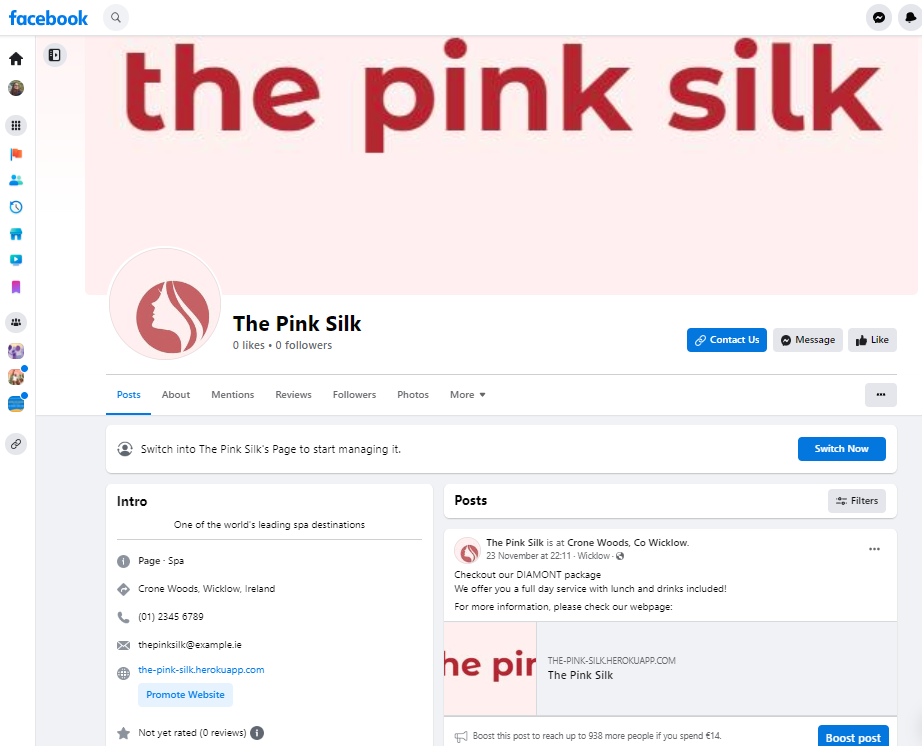 facebook
the pink silk
The Pink Silk
0 likes • 0 followers
Contact Us
Message
Like
Posts
About
Mentions
Reviews
Followers
Photos
More
Switch into The Pink Silk's Page to start managing it.
Switch Now
Intro
One of the world's leading spa destinations
Page · Spa
Crone Woods, Wicklow, Ireland
(01) 2345 6789
thepinksilk@example.ie
the-pink-silk.herokuapp.com
Promote Website
Not yet rated (0 reviews)
Posts
Filters
The Pink Silk is at Crone Woods, Co Wicklow.
23 November at 22:11 · Wicklow ·
Checkout our DIAMONT package
We offer you a full day service with lunch and drinks included!
For more information, please check our webpage:
he pin
THE-PINK-SILK.HEROKUAPP.COM
The Pink Silk
Boost this post to reach up to 938 more people if you spend €14.
Boost post